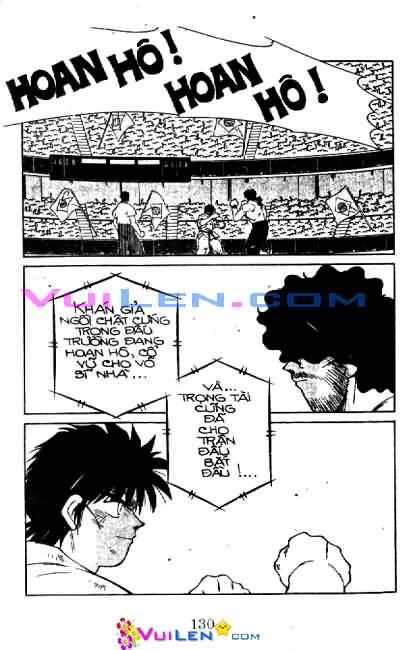 HOAN HÔ!
HOAN HÔ!
KHÁN GIẢ
NGỒI CHẬT CỨNG
TRONG ĐẤU
TRƯỜNG ĐANG
HOAN HÔ, CỔ
VŨ CHO VÕ
SĨ NHÀ...
VÀ...
TRỌNG TÀI
CŨNG
ĐÃ
CHO
TRẬN
ĐẤU
BẮT
ĐẦU!...
VuiLen.com
130
VuiLen.com